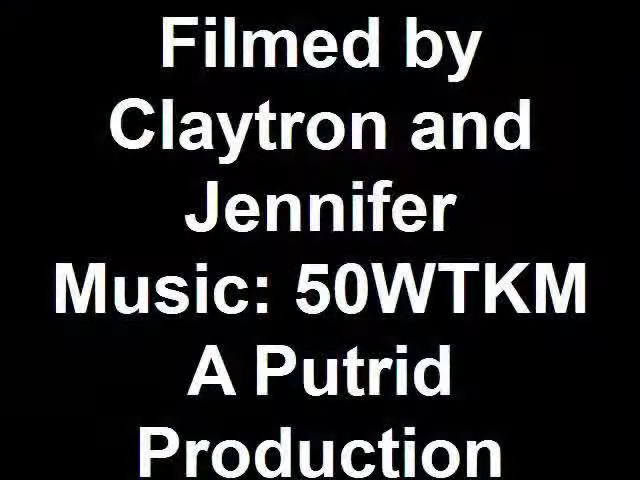 Filmed by
Claytron and
Jennifer
Music: 50WTKM
A Putrid
Production